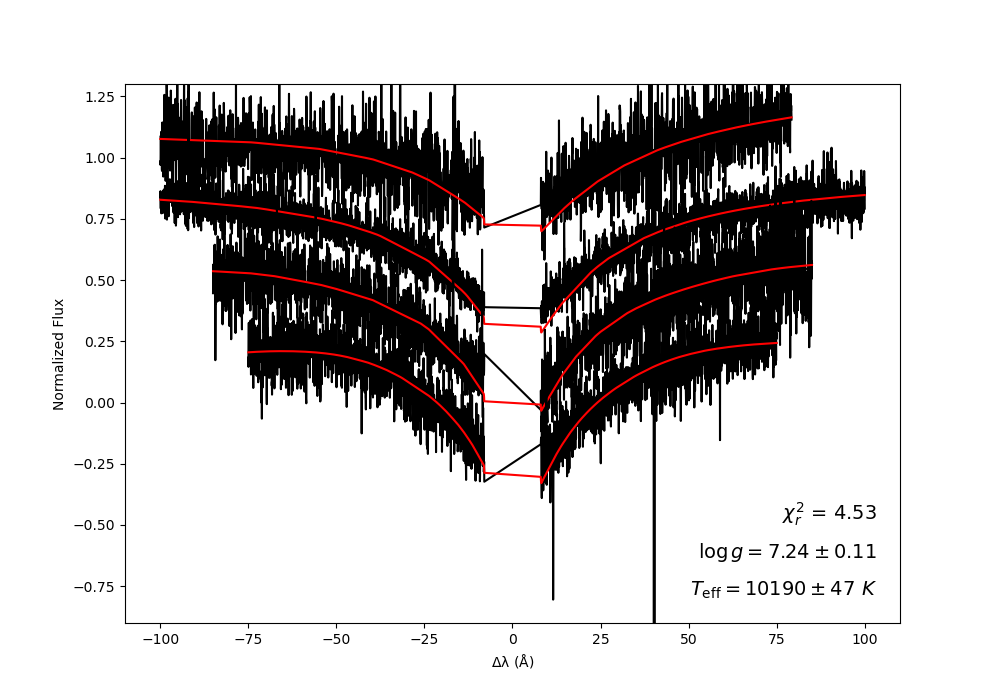 1.25
1.00
0.75
0.50
0.25
0.00
−0.25
−0.50
−0.75
Normalized Flux
χ²ᵣ = 4.53
log g = 7.24 ± 0.11
T_eff = 10190 ± 47 K
−100 −75 −50 −25 0 25 50 75 100
Δλ (Å)